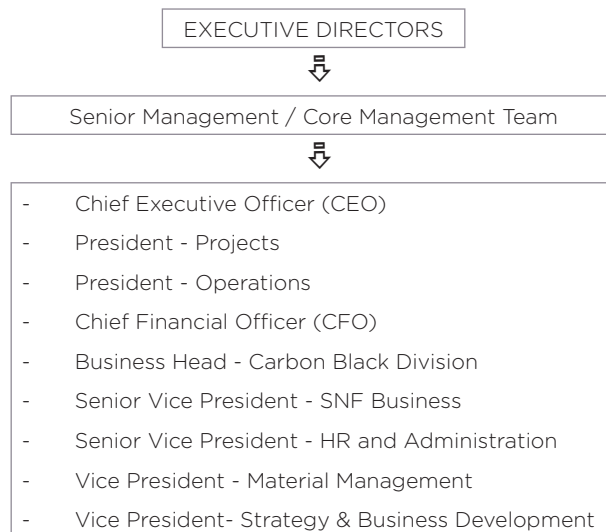 EXECUTIVE DIRECTORS
Senior Management / Core Management Team
- Chief Executive Officer (CEO)
- President - Projects
- President - Operations
- Chief Financial Officer (CFO)
- Business Head - Carbon Black Division
- Senior Vice President - SNF Business
- Senior Vice President - HR and Administration
- Vice President - Material Management
- Vice President- Strategy & Business Development